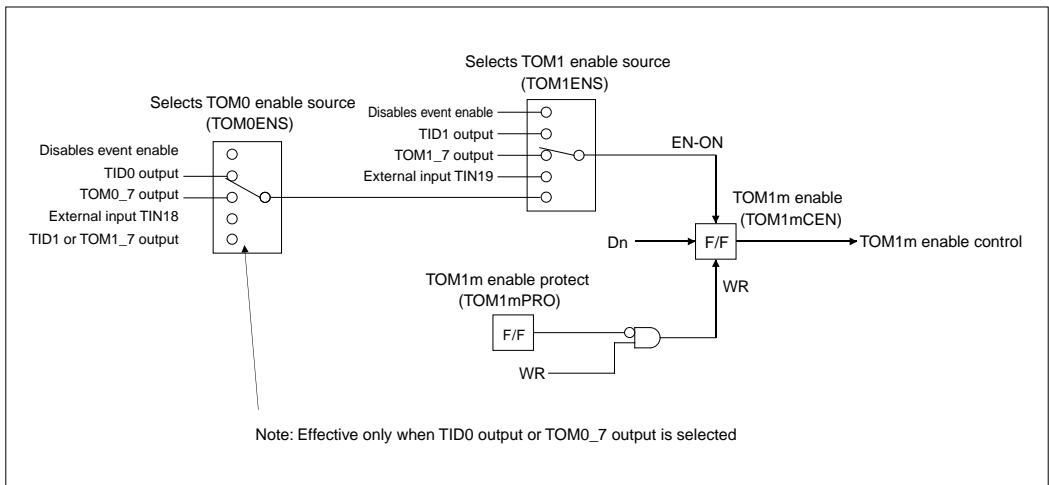 Selects TOM1 enable source
(TOM1ENS)
Selects TOM0 enable source
(TOM0ENS)
Disables event enable
TID1 output
TOM1_7 output
External input TIN19
Disables event enable
TID0 output
TOM0_7 output
External input TIN18
TID1 or TOM1_7 output
EN-ON
TOM1m enable
(TOM1mCEN)
Dn
F/F
TOM1m enable control
WR
TOM1m enable protect
(TOM1mPRO)
F/F
WR
Note: Effective only when TID0 output or TOM0_7 output is selected